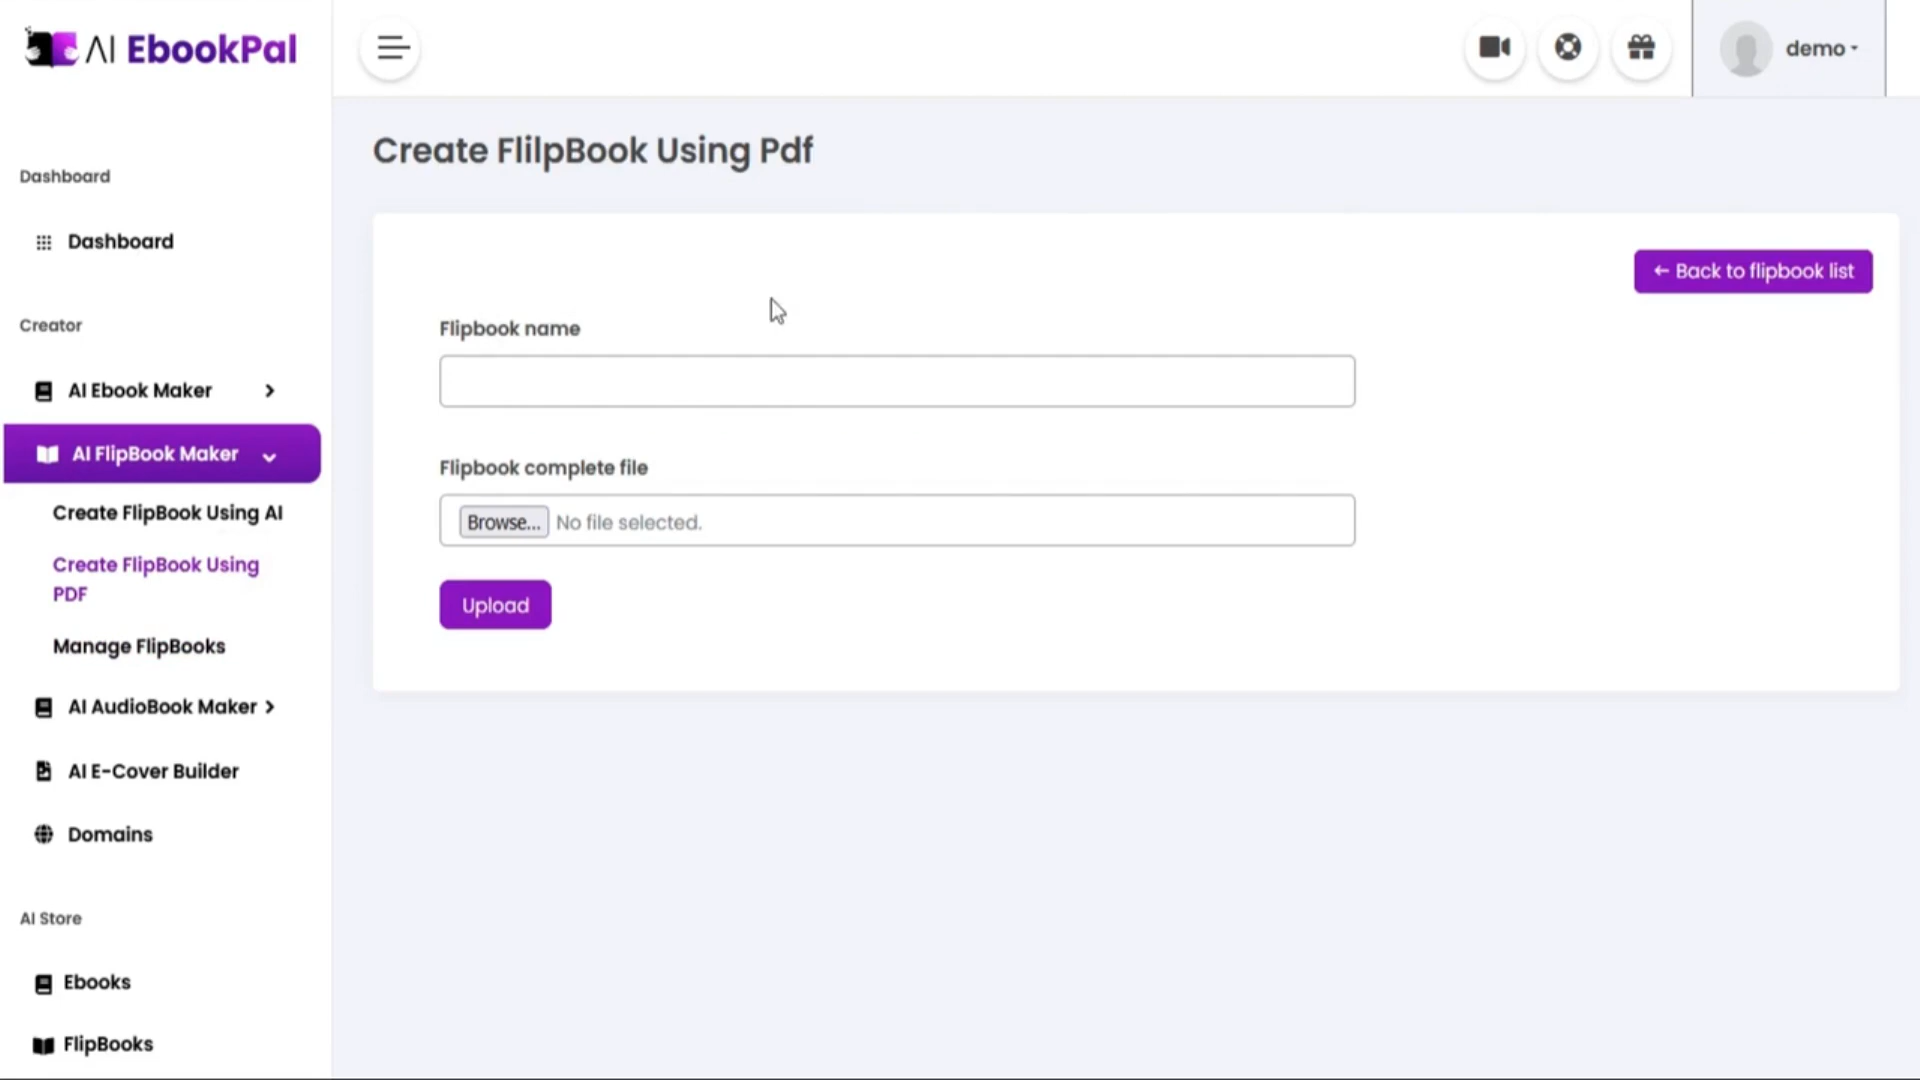 AI EbookPal
demo
Dashboard
Dashboard
Creator
AI Ebook Maker
AI FlipBook Maker
Create FlipBook Using AI
Create FlipBook Using
PDF
Manage FlipBooks
AI AudioBook Maker
AI E-Cover Builder
Domains
AI Store
Ebooks
FlipBooks
Create FlilpBook Using Pdf
← Back to flipbook list
Flipbook name
Flipbook complete file
Browse... No file selected.
Upload